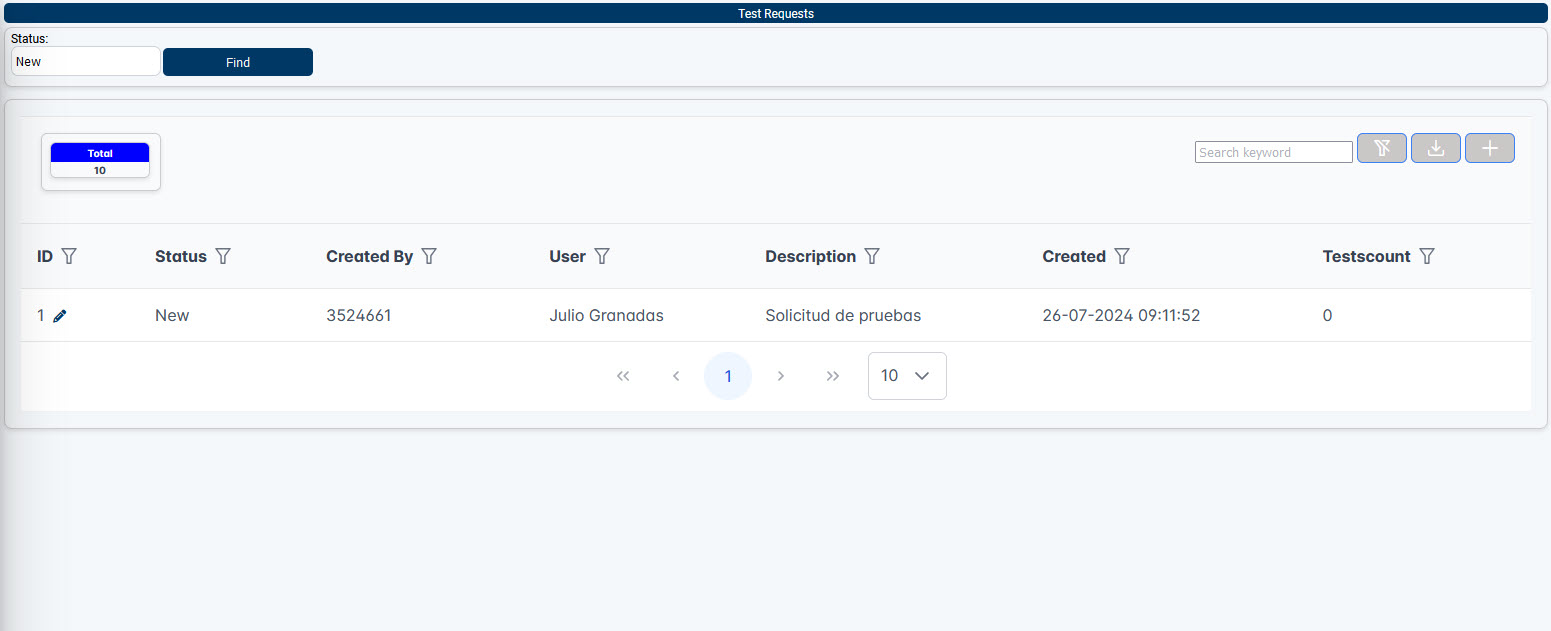 Test Requests
Status:
New
Find
Total
10
Search keyword
ID Status Created By User Description Created Testscount
1 New 3524661 Julio Granadas Solicitud de pruebas 26-07-2024 09:11:52 0
1 10